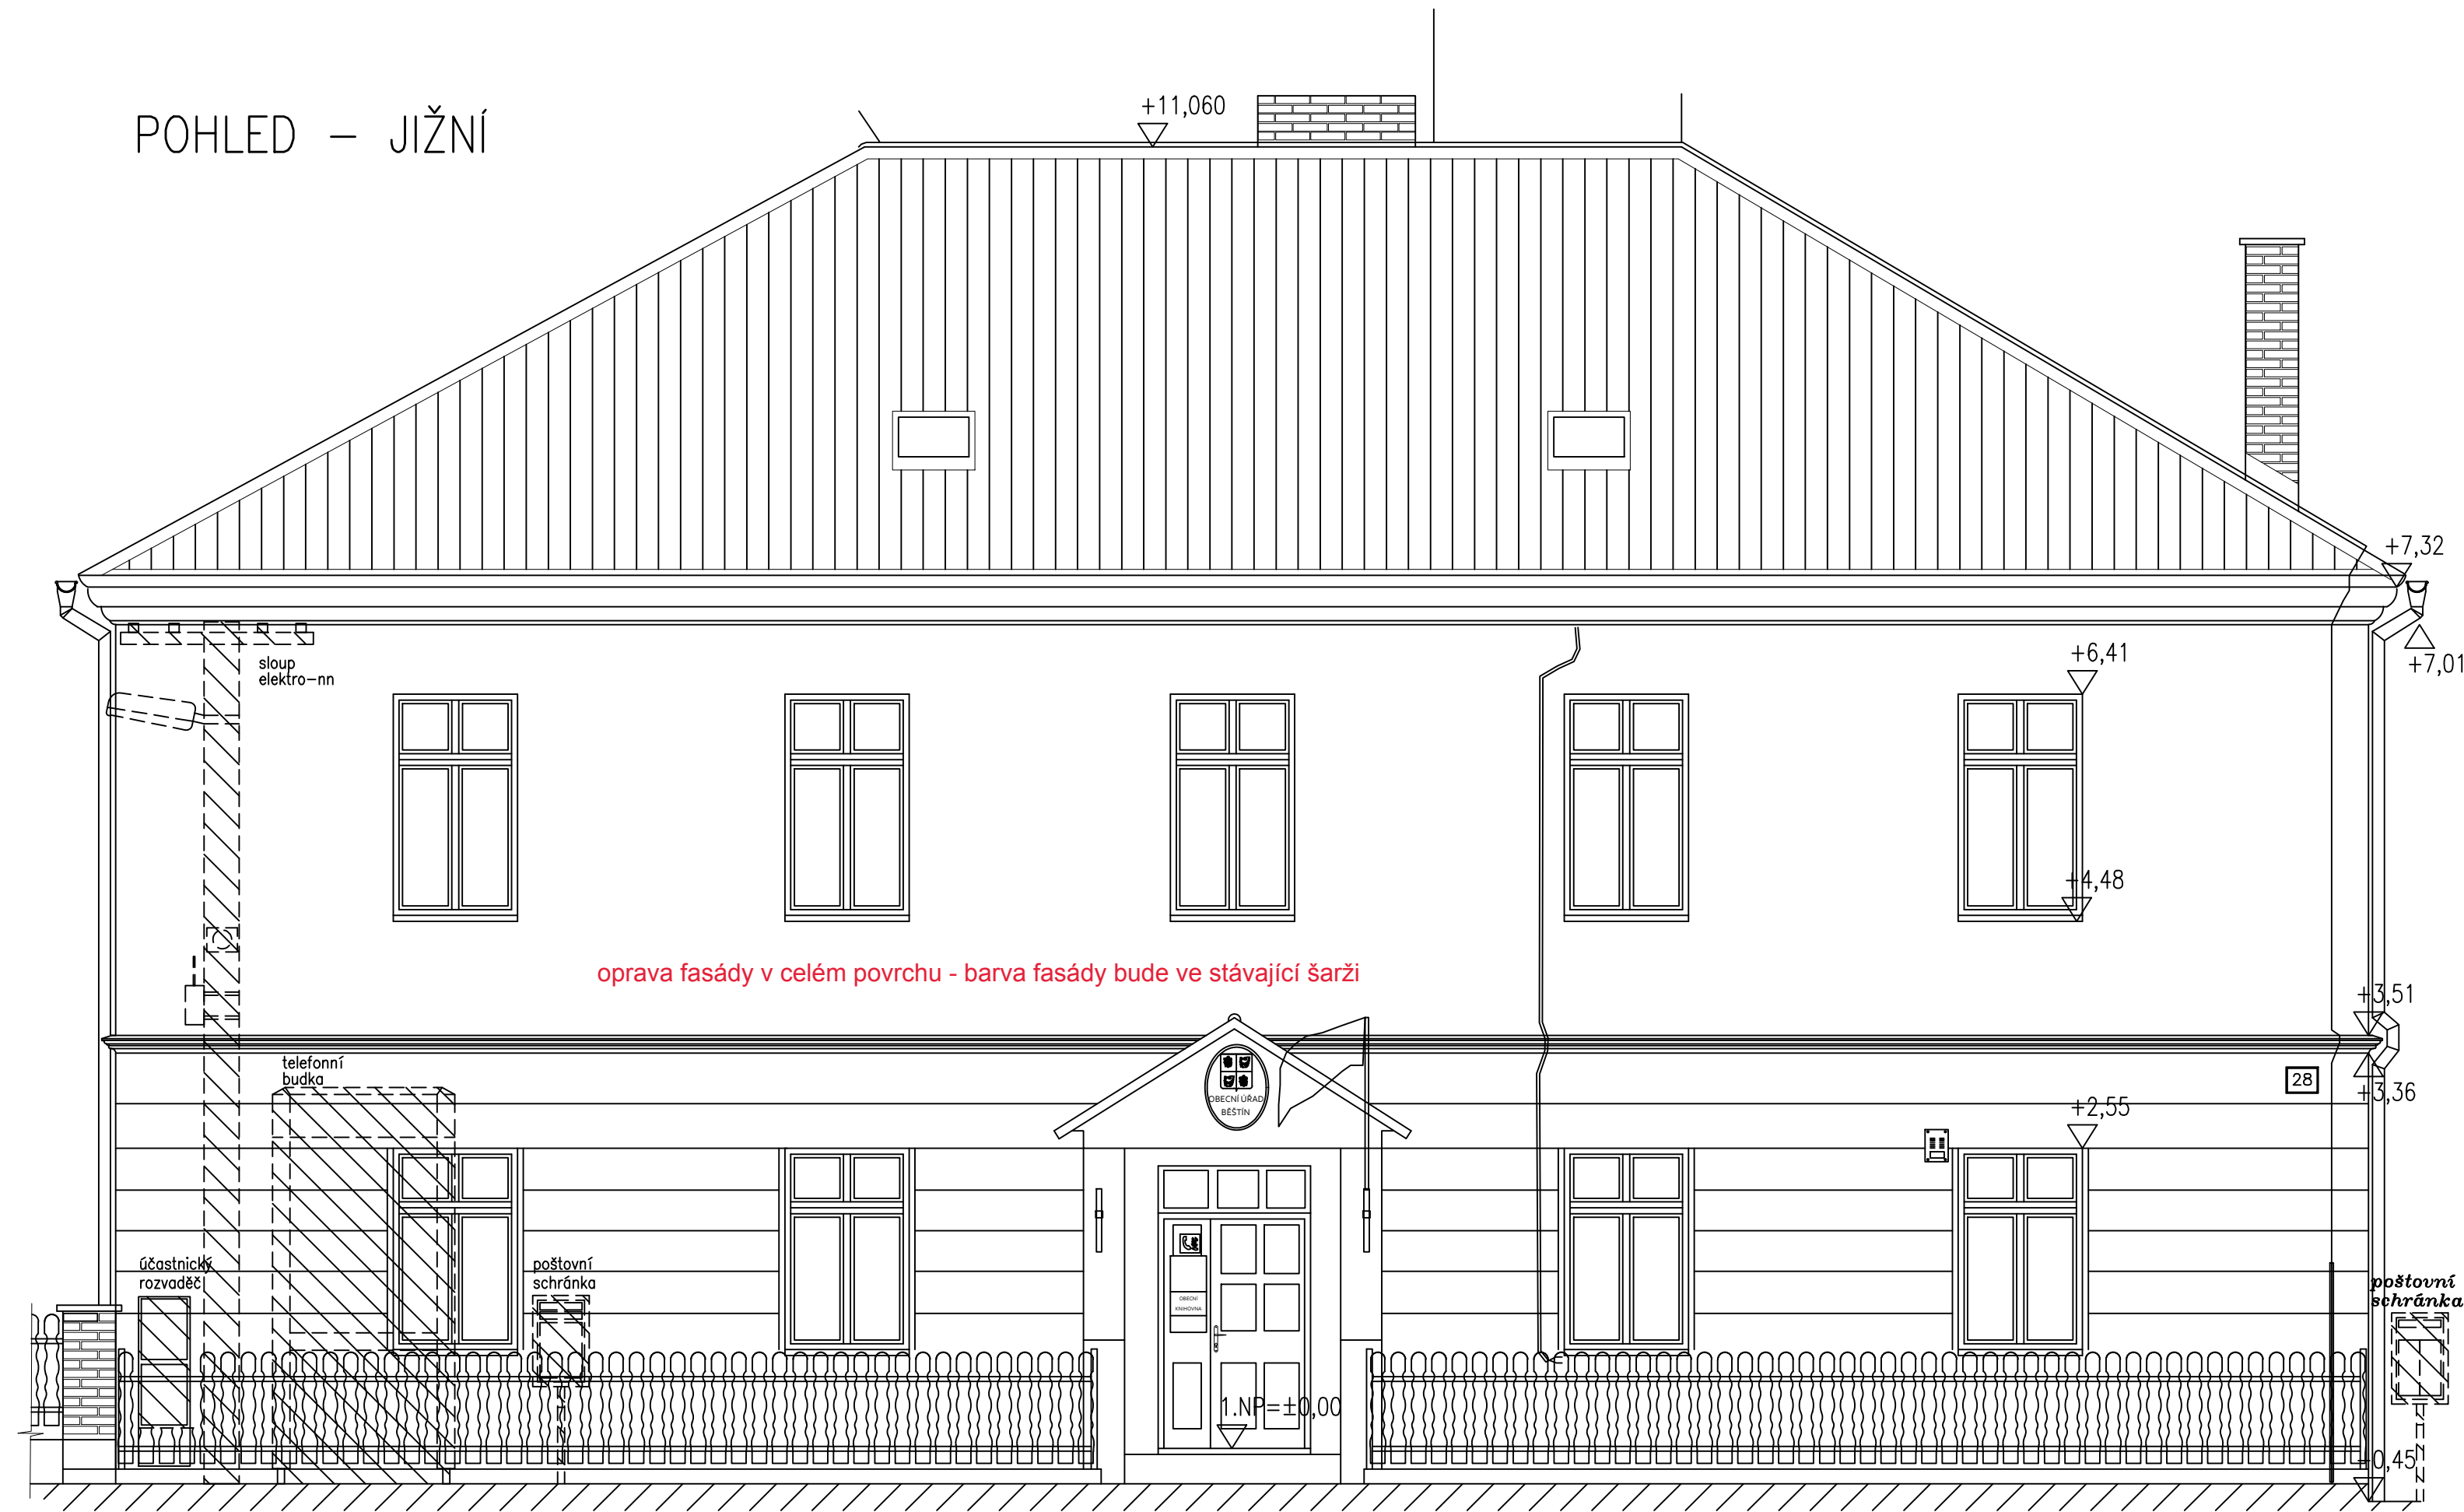 +11,060
POHLED – JIŽNÍ
+7,32
+6,41
+7,01
sloup
elektro-nn
+4,48
oprava fasády v celém povrchu - barva fasády bude ve stávající šarži
+3,51
telefonní
budka
28
+3,36
OBECNÍ ÚŘAD
BĚŠTÍN
+2,55
účastnický
rozvaděč
poštovní
schránka
poštovní
schránka
OBECNÍ
KNIHOVNA
1.NP=±0,00
-0,45